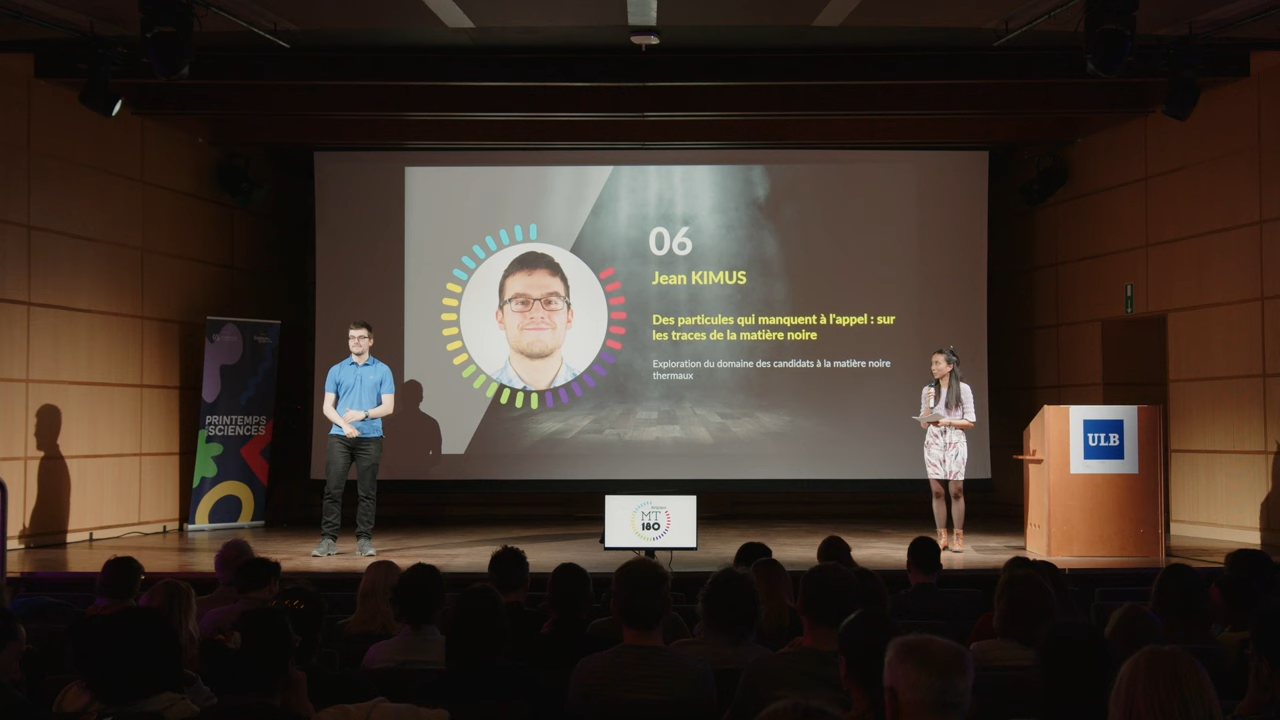 06
Jean KIMUS
Des particules qui manquent à l'appel : sur
les traces de la matière noire
Exploration du domaine des candidats à la matière noire
thermaux
PRINTEMPS
SCIENCES
ULB
MT
180